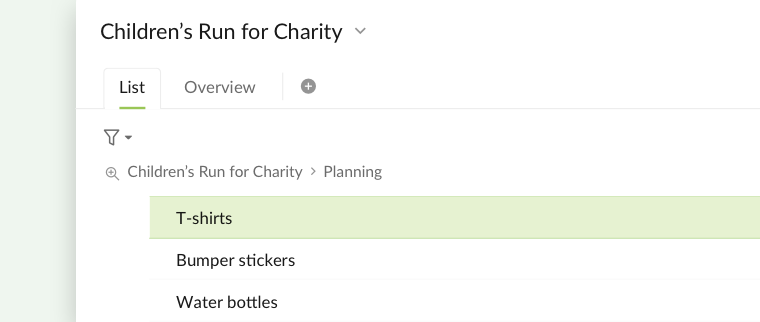 Children’s Run for Charity
List Overview
Children’s Run for Charity > Planning
T-shirts
Bumper stickers
Water bottles